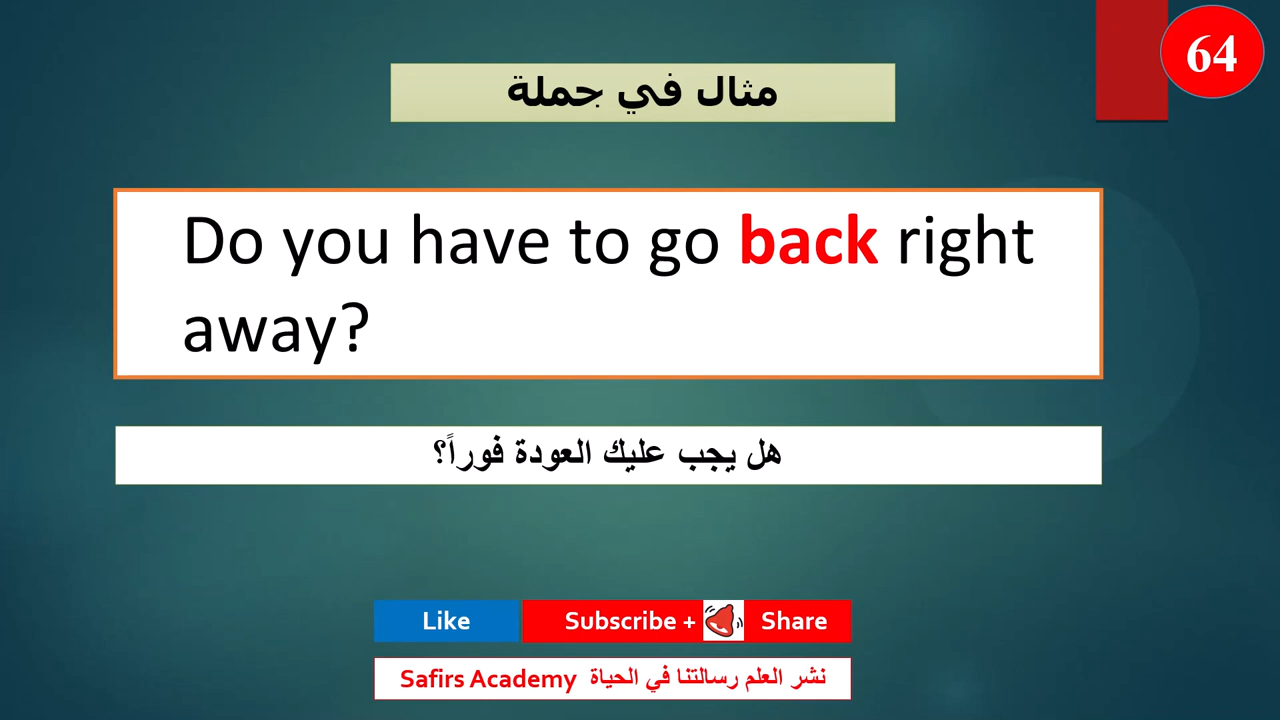 64
مثال في جملة
Do you have to go back right
away?
هل يجب عليك العودة فوراً؟
Like Subscribe + Share
Safirs Academy نشر العلم رسالتنا في الحياة